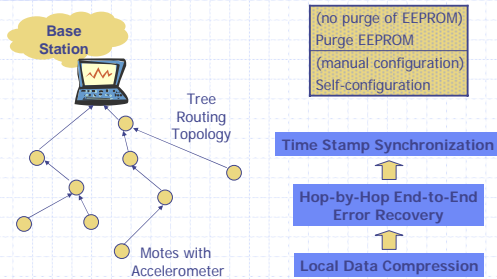 Base
Station
Tree
Routing
Topology
Motes with
Accelerometer
(no purge of EEPROM)
Purge EEPROM
(manual configuration)
Self-configuration
Time Stamp Synchronization
Hop-by-Hop End-to-End
Error Recovery
Local Data Compression